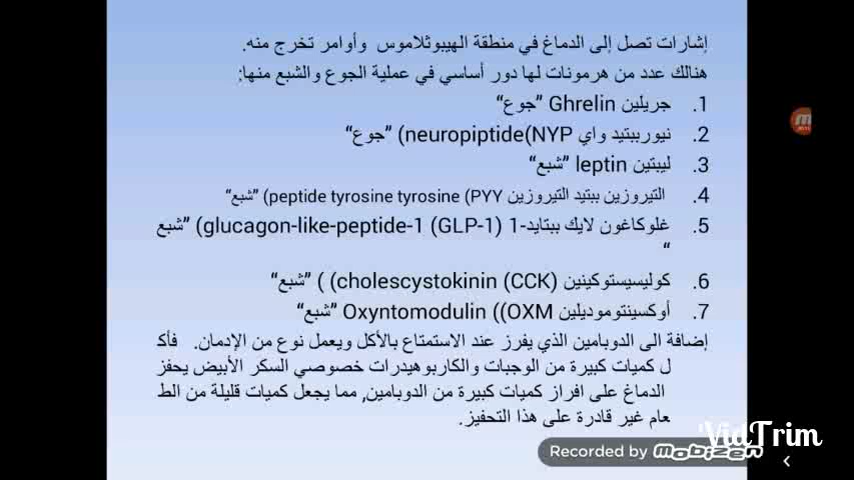 إشارات تصل إلى الدماغ في منطقة الهيبوثلاموس وأوامر تخرج منه.
هنالك عدد من هرمونات لها دور أساسي في عملية الجوع والشبع منها:
1. جريلين Ghrelin ”جوع“
2. نيورببتيد واي neuropiptide(NYP) ”جوع“
3. ليبتين leptin ”شبع“
4. التيروزين ببتيد التيروزين peptide tyrosine tyrosine (PYY) ”شبع“
5. غلوكاغون لايك ببتايد-1 glucagon-like-peptide-1 (GLP-1)) ”شبع
“
6. كوليسيستوكينين cholescystokinin (CCK)) ) ”شبع“
7. أوكسينتوموديلين Oxyntomodulin ((OXM ”شبع“
إضافة الى الدوبامين الذي يفرز عند الاستمتاع بالأكل ويعمل نوع من الإدمان. فأك
ل كميات كبيرة من الوجبات والكاربوهيدرات خصوصي السكر الأبيض يحفز
الدماغ على افراز كميات كبيرة من الدوبامين, مما يجعل كميات قليلة من الط
عام غير قادرة على هذا التحفيز.
VidTrim
Recorded by mobizen